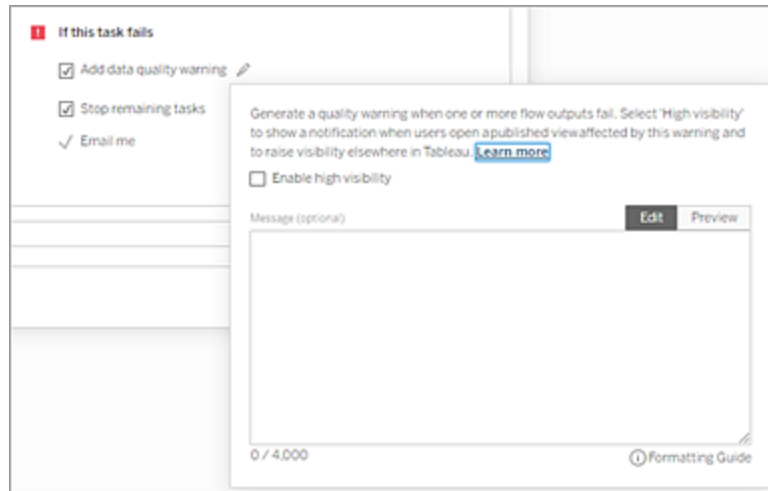 ! If this task fails
Add data quality warning
Stop remaining tasks
Email me
Generate a quality warning when one or more flow outputs fail. Select 'High visibility'
to show a notification when users open a published view affected by this warning and
to raise visibility elsewhere in Tableau. Learn more
Enable high visibility
Message (optional)
Edit Preview
0 / 4,000
Formatting Guide